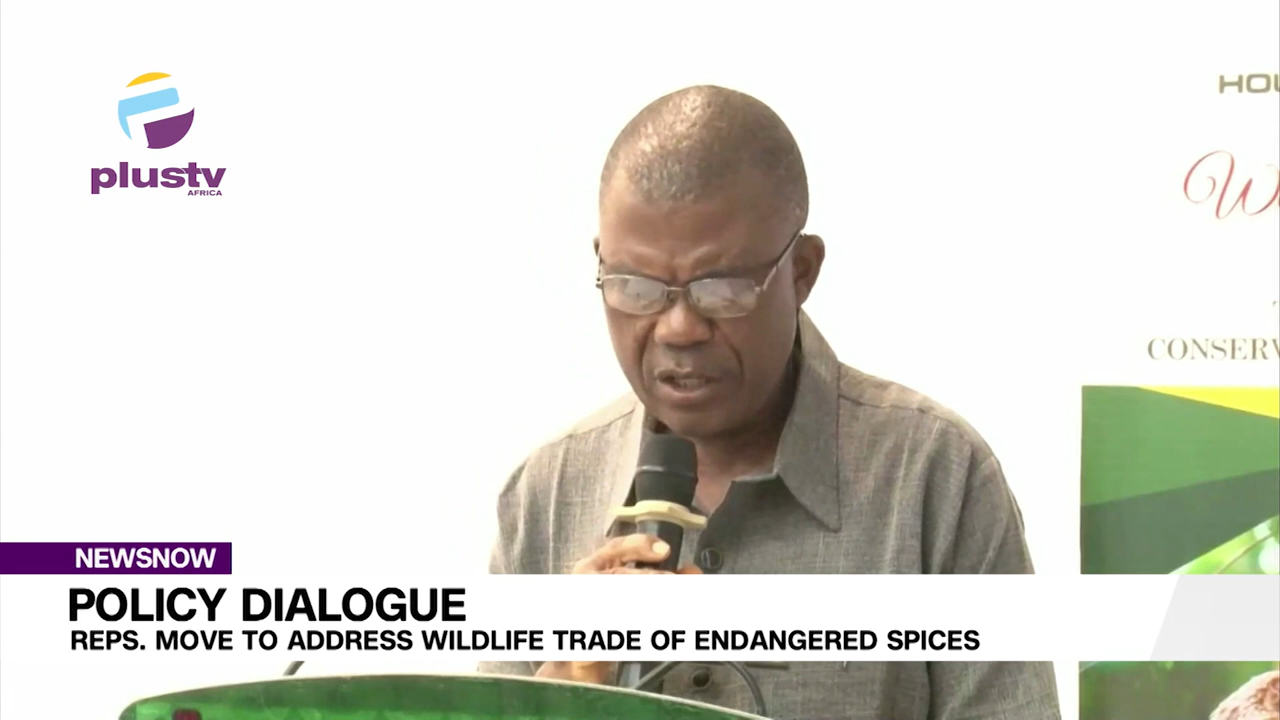 plustv
AFRICA
HOU
W
CONSERV
NEWSNOW
POLICY DIALOGUE
REPS. MOVE TO ADDRESS WILDLIFE TRADE OF ENDANGERED SPICES